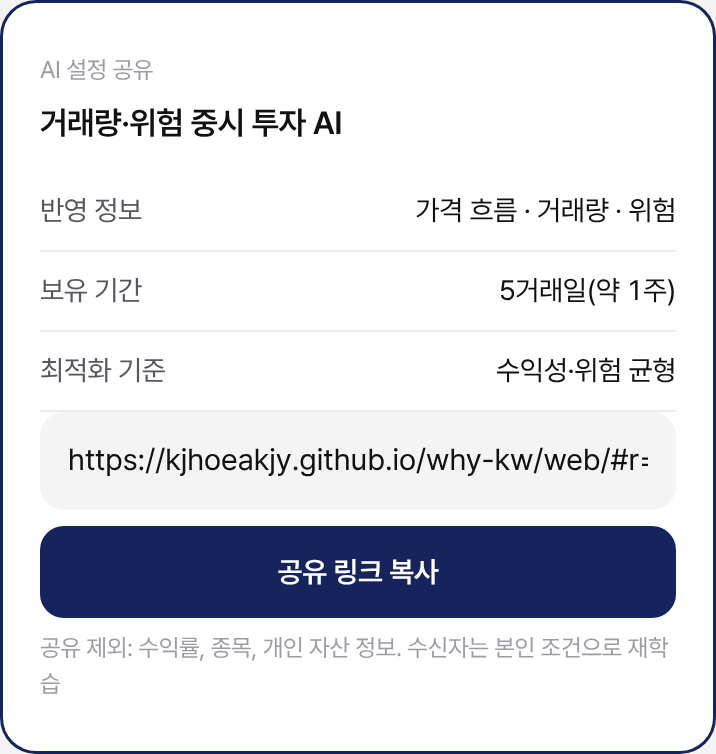 AI 설정 공유
거래량·위험 중시 투자 AI
반영 정보 가격 흐름 · 거래량 · 위험
보유 기간 5거래일(약 1주)
최적화 기준 수익성·위험 균형
https://kjhoeakjy.github.io/why-kw/web/#r=
공유 링크 복사
공유 제외: 수익률, 종목, 개인 자산 정보. 수신자는 본인 조건으로 재학
습